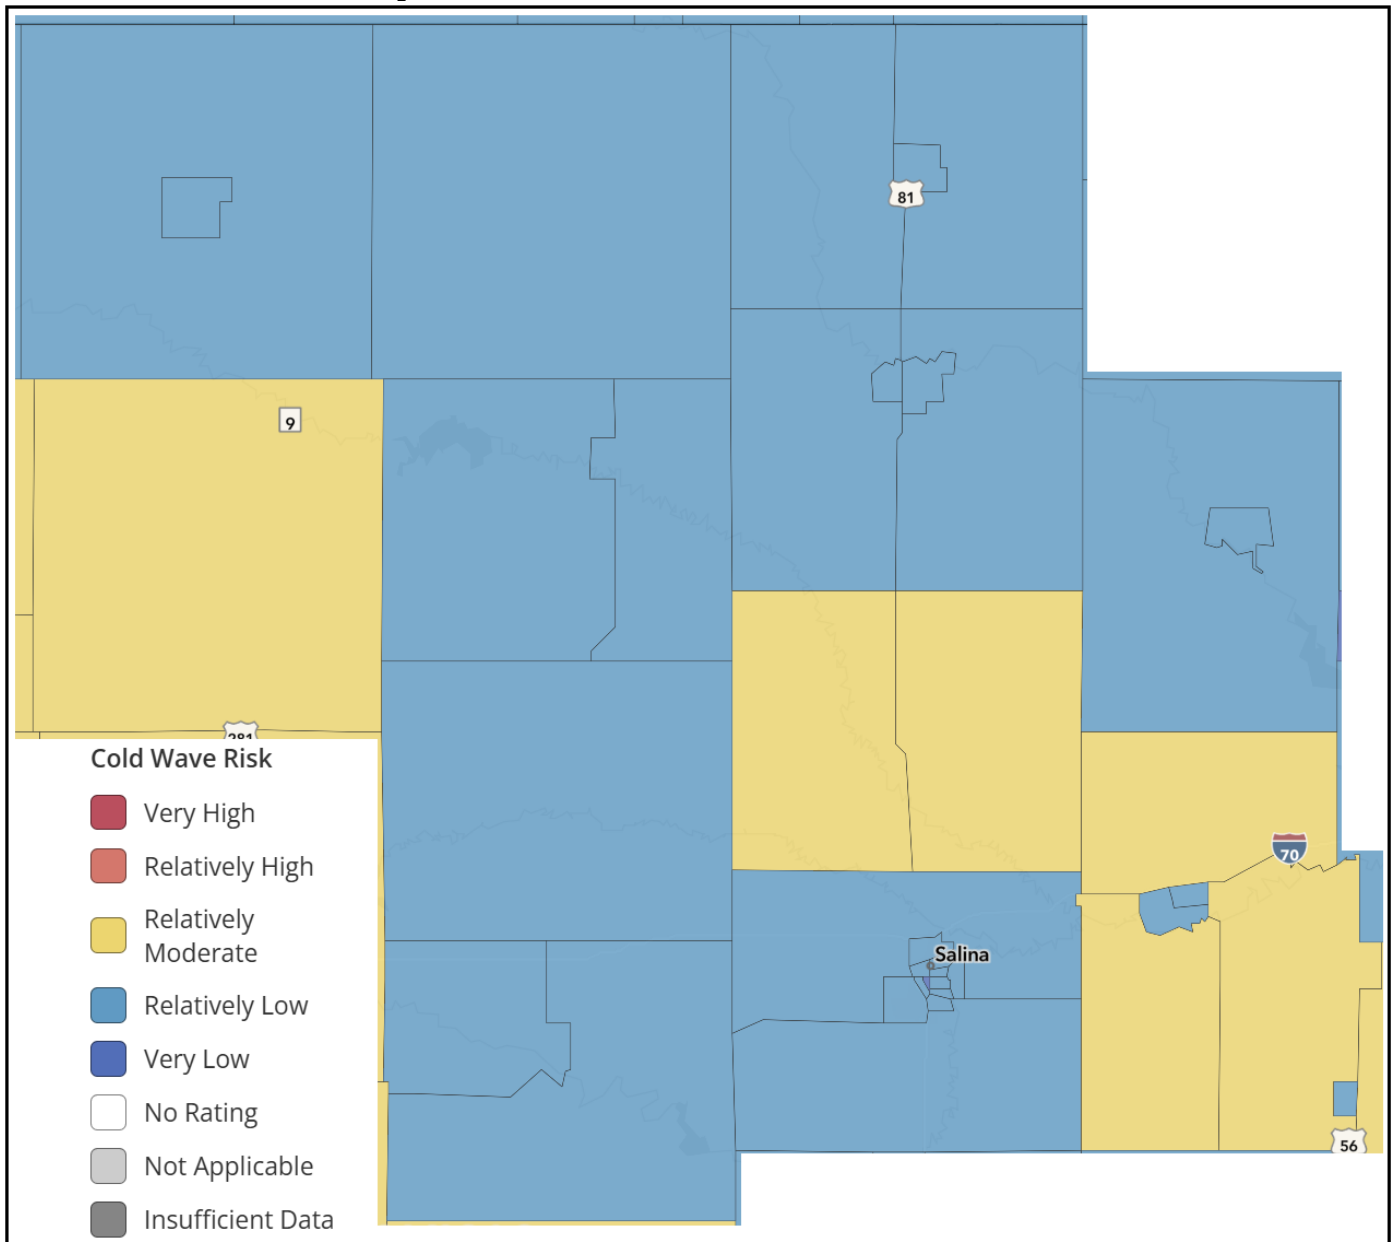 81
9
281
Cold Wave Risk
Very High
Relatively High
70
Relatively
Moderate
Salina
Relatively Low
Very Low
No Rating
56
Not Applicable
Insufficient Data